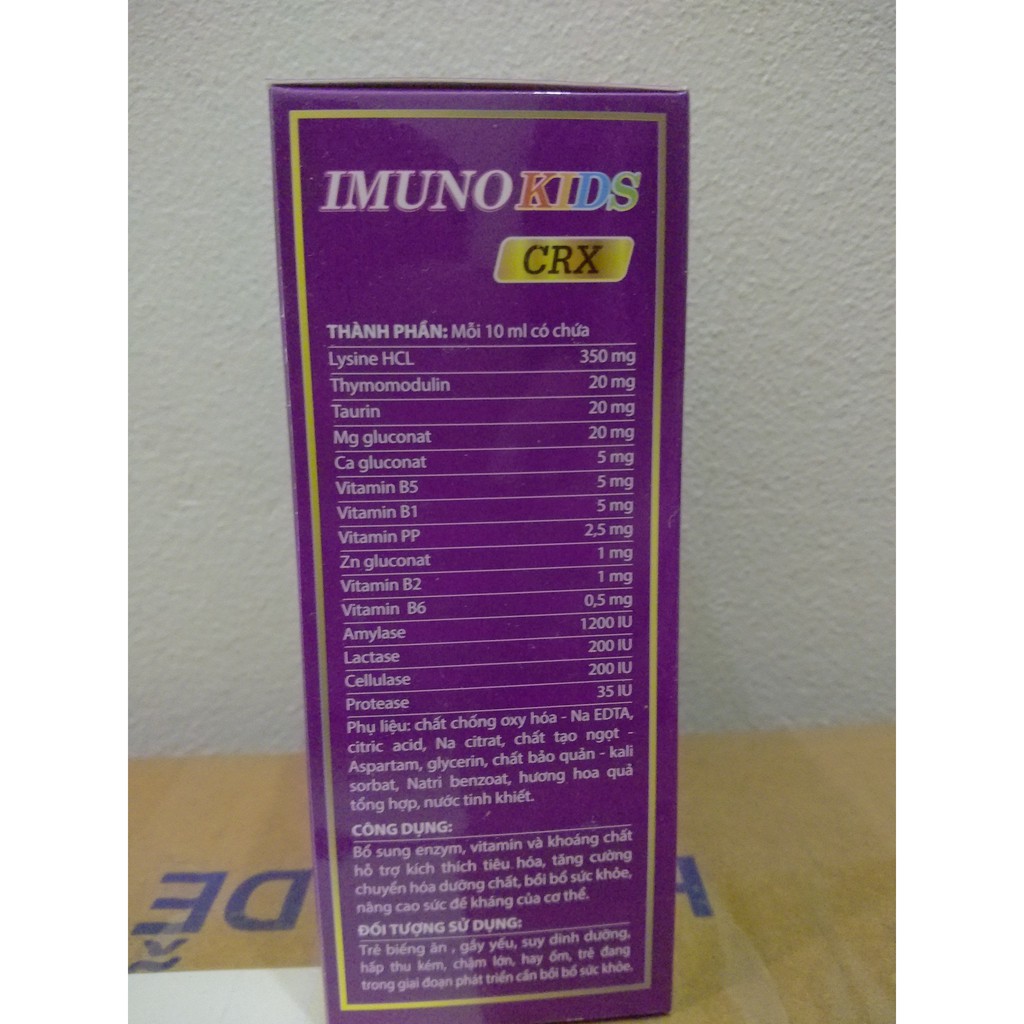 IMUNO KIDS
CRX
THÀNH PHẦN: Mỗi 10 ml có chứa
Lysine HCL 350 mg
Thymomodulin 20 mg
Taurin 20 mg
Mg gluconat 20 mg
Ca gluconat 5 mg
Vitamin B5 5 mg
Vitamin B1 5 mg
Vitamin PP 2,5 mg
Zn gluconat 1 mg
Vitamin B2 1 mg
Vitamin B6 0,5 mg
Amylase 1200 IU
Lactase 200 IU
Cellulase 200 IU
Protease 35 IU
Phụ liệu: chất chống oxy hóa - Na EDTA,
citric acid, Na citrat, chất tạo ngọt -
Aspartam, glycerin, chất bảo quản - kali
sorbat, Natri benzoat, hương hoa quả
tổng hợp, nước tinh khiết.
CÔNG DỤNG:
Bổ sung enzym, vitamin và khoáng chất
hỗ trợ kích thích tiêu hóa, tăng cường
chuyển hóa dưỡng chất, bồi bổ sức khỏe,
nâng cao sức đề kháng của cơ thể.
ĐỐI TƯỢNG SỬ DỤNG:
Trẻ biếng ăn , gầy yếu, suy dinh dưỡng,
hấp thu kém, chậm lớn, hay ốm, trẻ đang
trong giai đoạn phát triển cần bồi bổ sức khỏe.